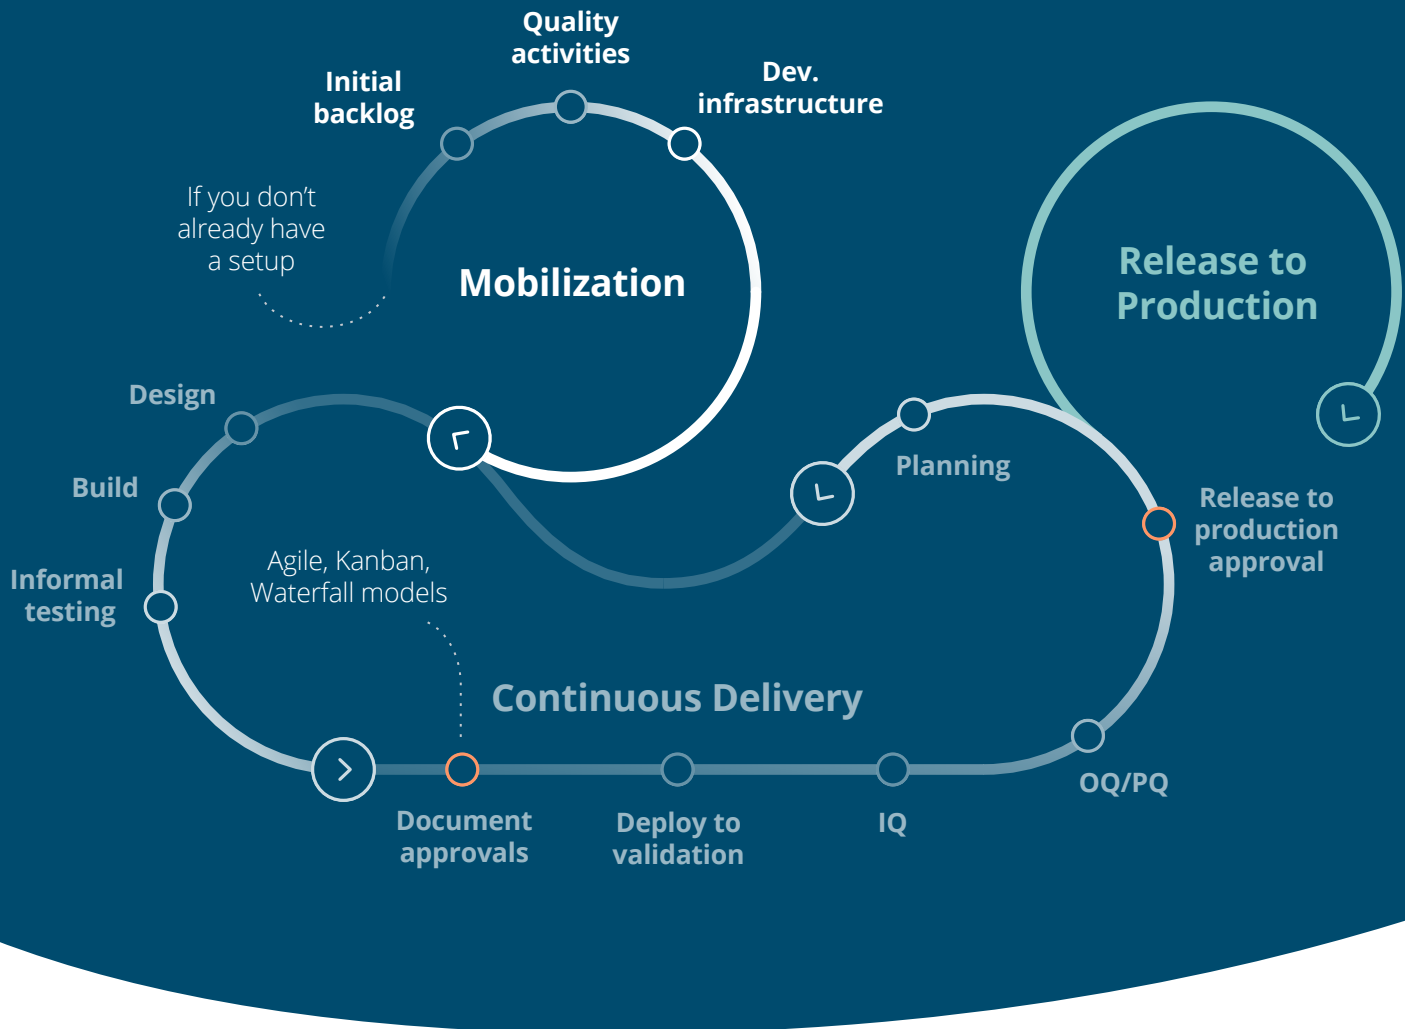 Quality
activities
Initial
backlog
Dev.
infrastructure
If you don’t
already have
a setup
Mobilization
Release to
Production
Design
Build
Informal
testing
Agile, Kanban,
Waterfall models
Planning
Release to
production
approval
Continuous Delivery
Document
approvals
Deploy to
validation
IQ
OQ/PQ